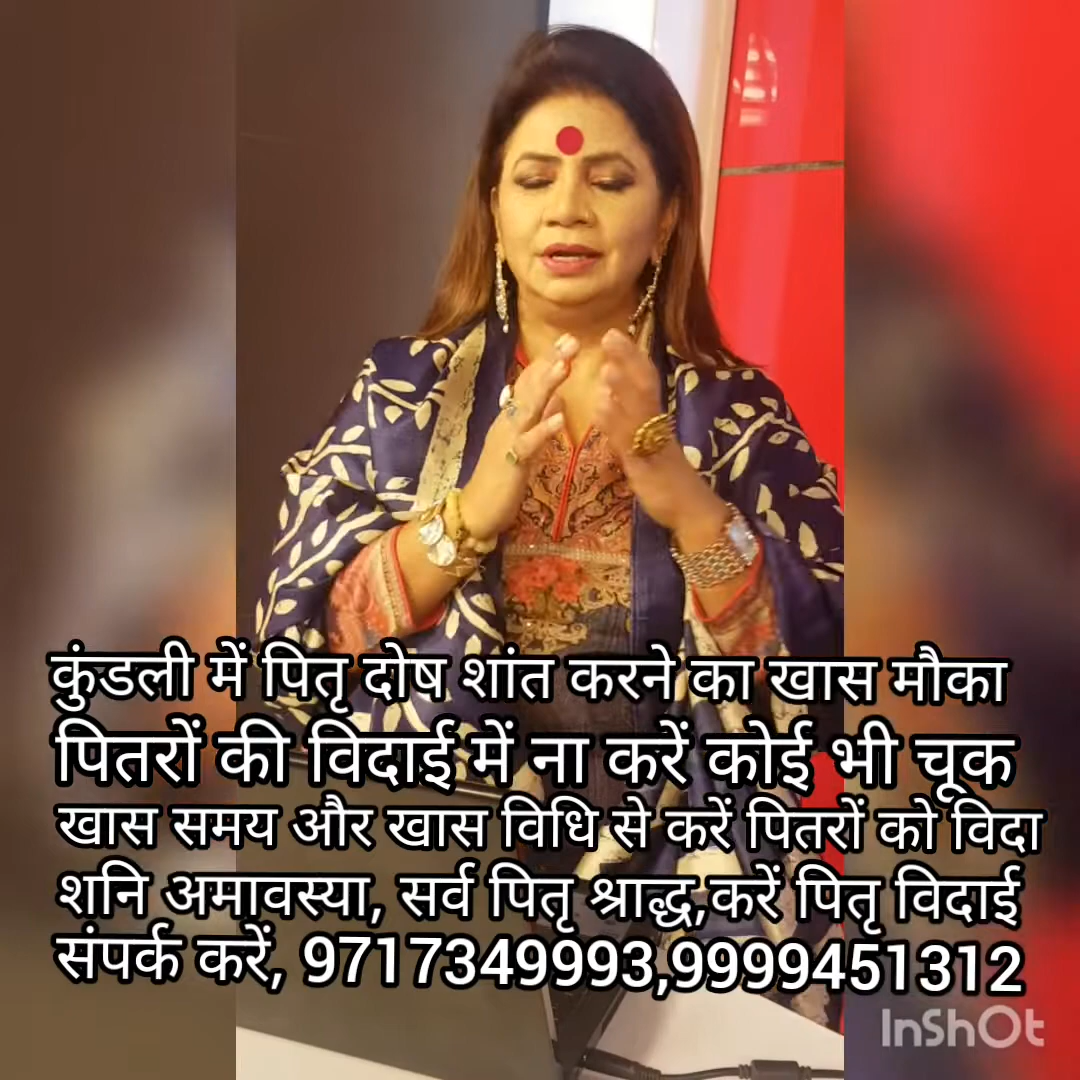 कुंडली में पितृ दोष शांत करने का खास मौका
पितरों की विदाई में ना करें कोई भी चूक
खास समय और खास विधि से करें पितरों को विदा
शनि अमावस्या, सर्व पितृ श्राद्ध,करें पितृ विदाई
संपर्क करें, 9717349993,9999451312
InShOt